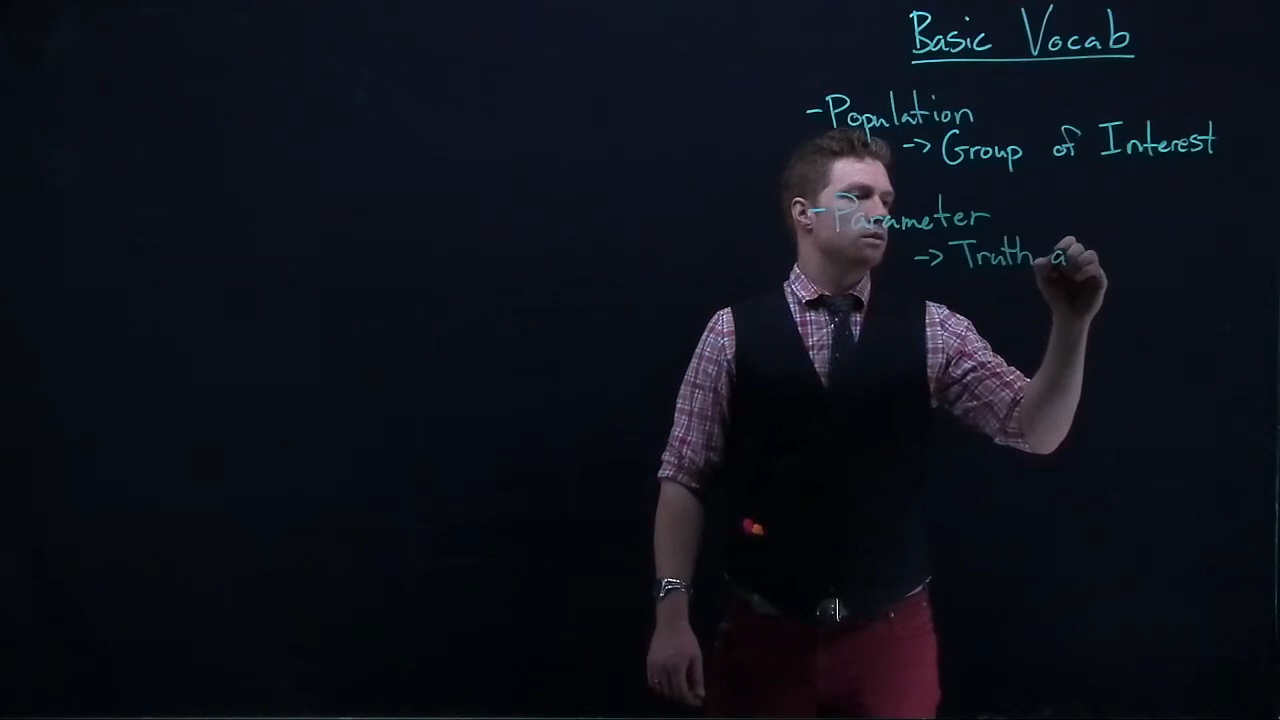 Basic Vocab
-Population
-> Group of Interest
-Parameter
-> Truth a